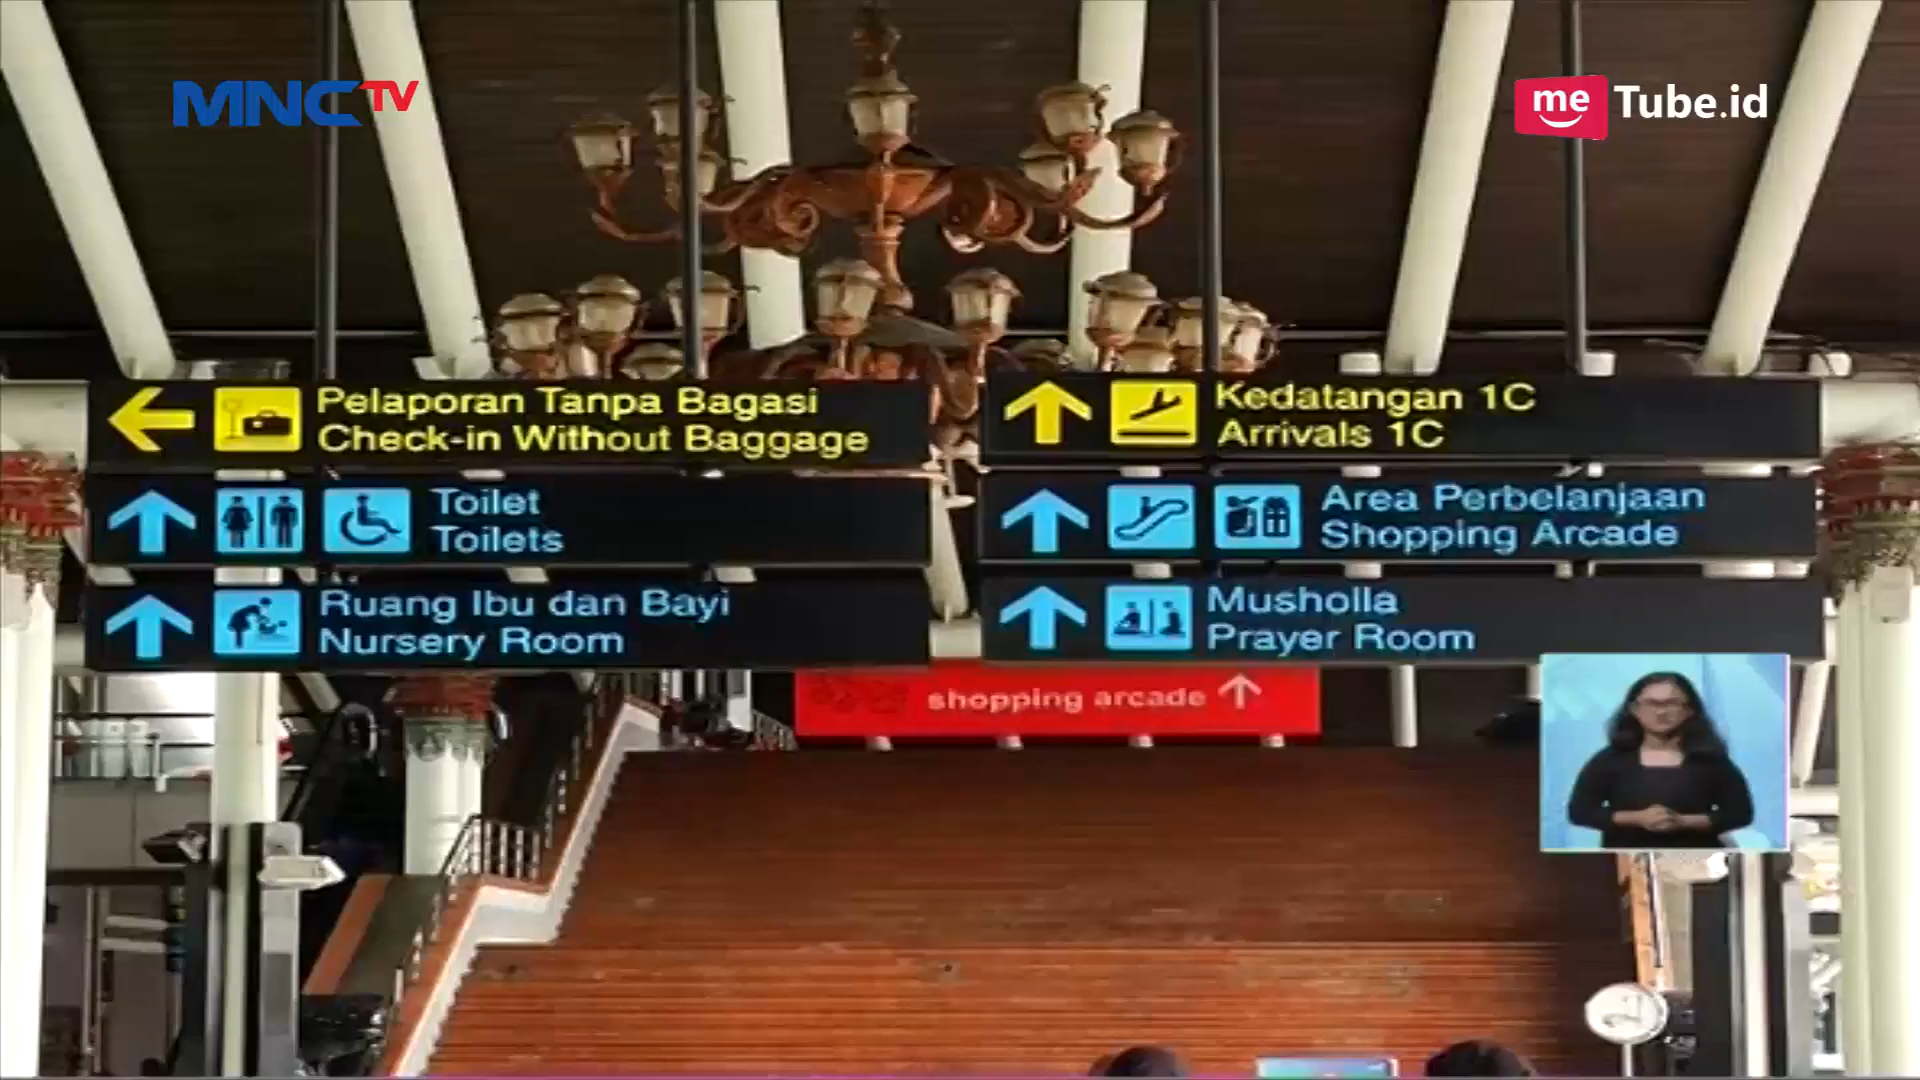 MNCTV
me Tube.id
Pelaporan Tanpa Bagasi
Check-in Without Baggage
Kedatangan 1C
Arrivals 1C
Toilet
Toilets
Area Perbelanjaan
Shopping Arcade
Ruang Ibu dan Bayi
Nursery Room
Musholla
Prayer Room
shopping arcade